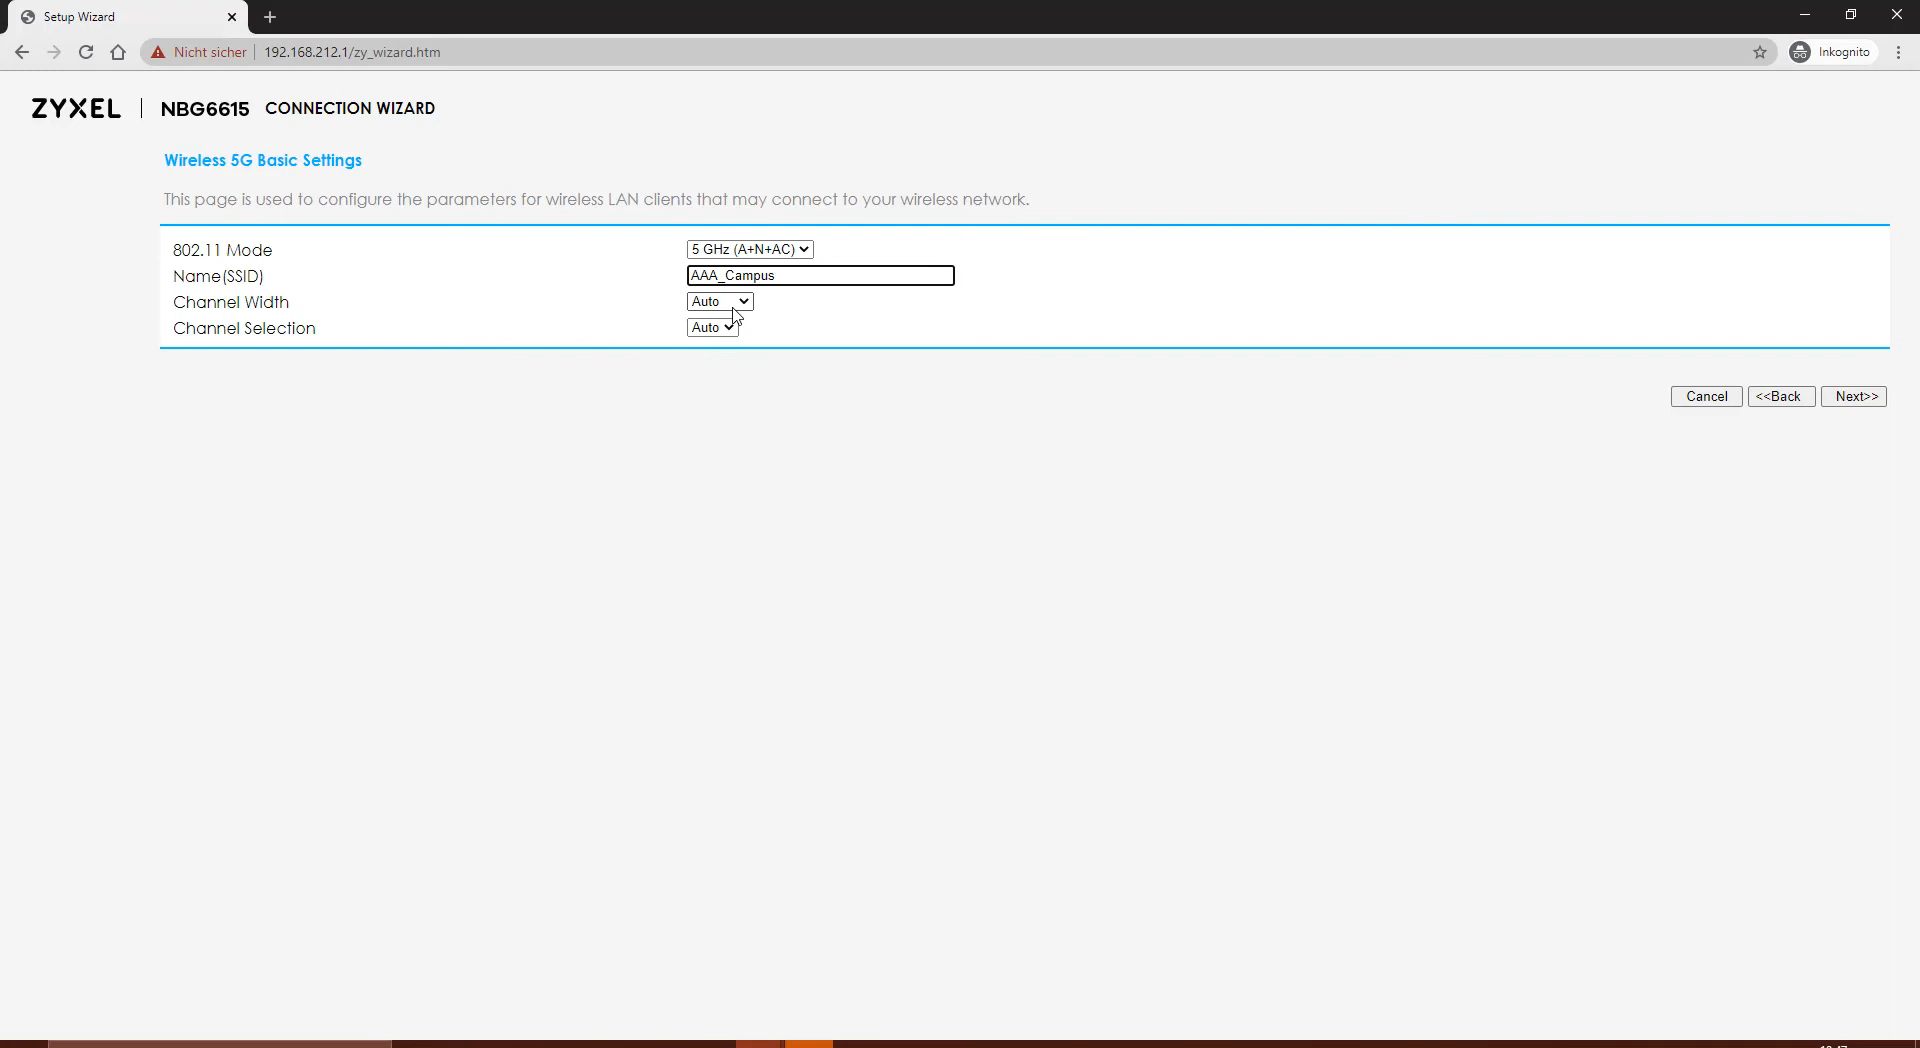 Setup Wizard
Nicht sicher 192.168.212.1/zy_wizard.htm Inkognito
ZYXEL NBG6615 CONNECTION WIZARD
Wireless 5G Basic Settings
This page is used to configure the parameters for wireless LAN clients that may connect to your wireless network.
802.11 Mode 5 GHz (A+N+AC)
Name(SSID) AAA_Campus
Channel Width Auto
Channel Selection Auto
Cancel <<Back Next>>